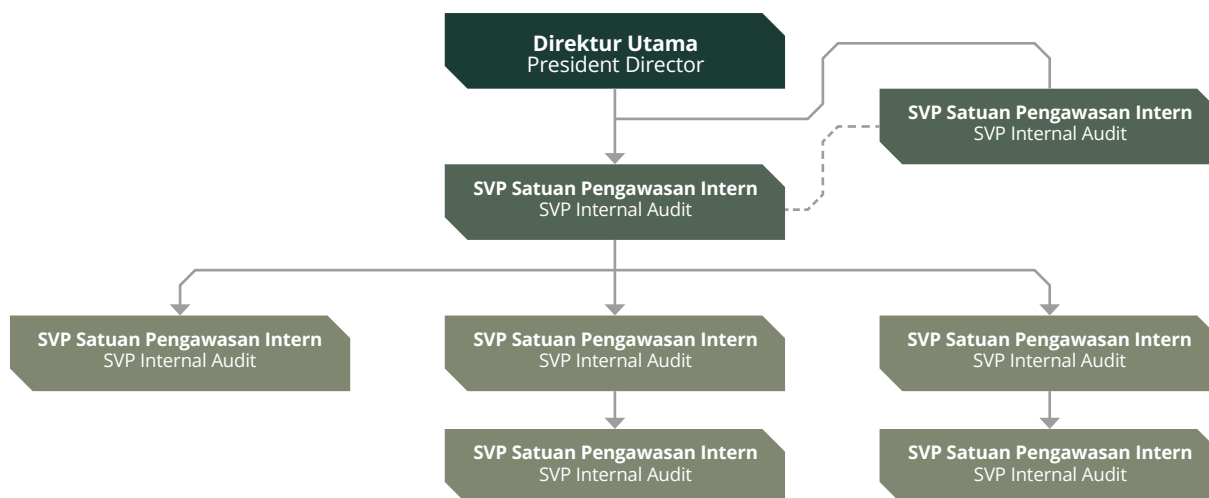 Direktur Utama
President Director
SVP Satuan Pengawasan Intern
SVP Internal Audit
SVP Satuan Pengawasan Intern
SVP Internal Audit
SVP Satuan Pengawasan Intern
SVP Internal Audit
SVP Satuan Pengawasan Intern
SVP Internal Audit
SVP Satuan Pengawasan Intern
SVP Internal Audit
SVP Satuan Pengawasan Intern
SVP Internal Audit
SVP Satuan Pengawasan Intern
SVP Internal Audit